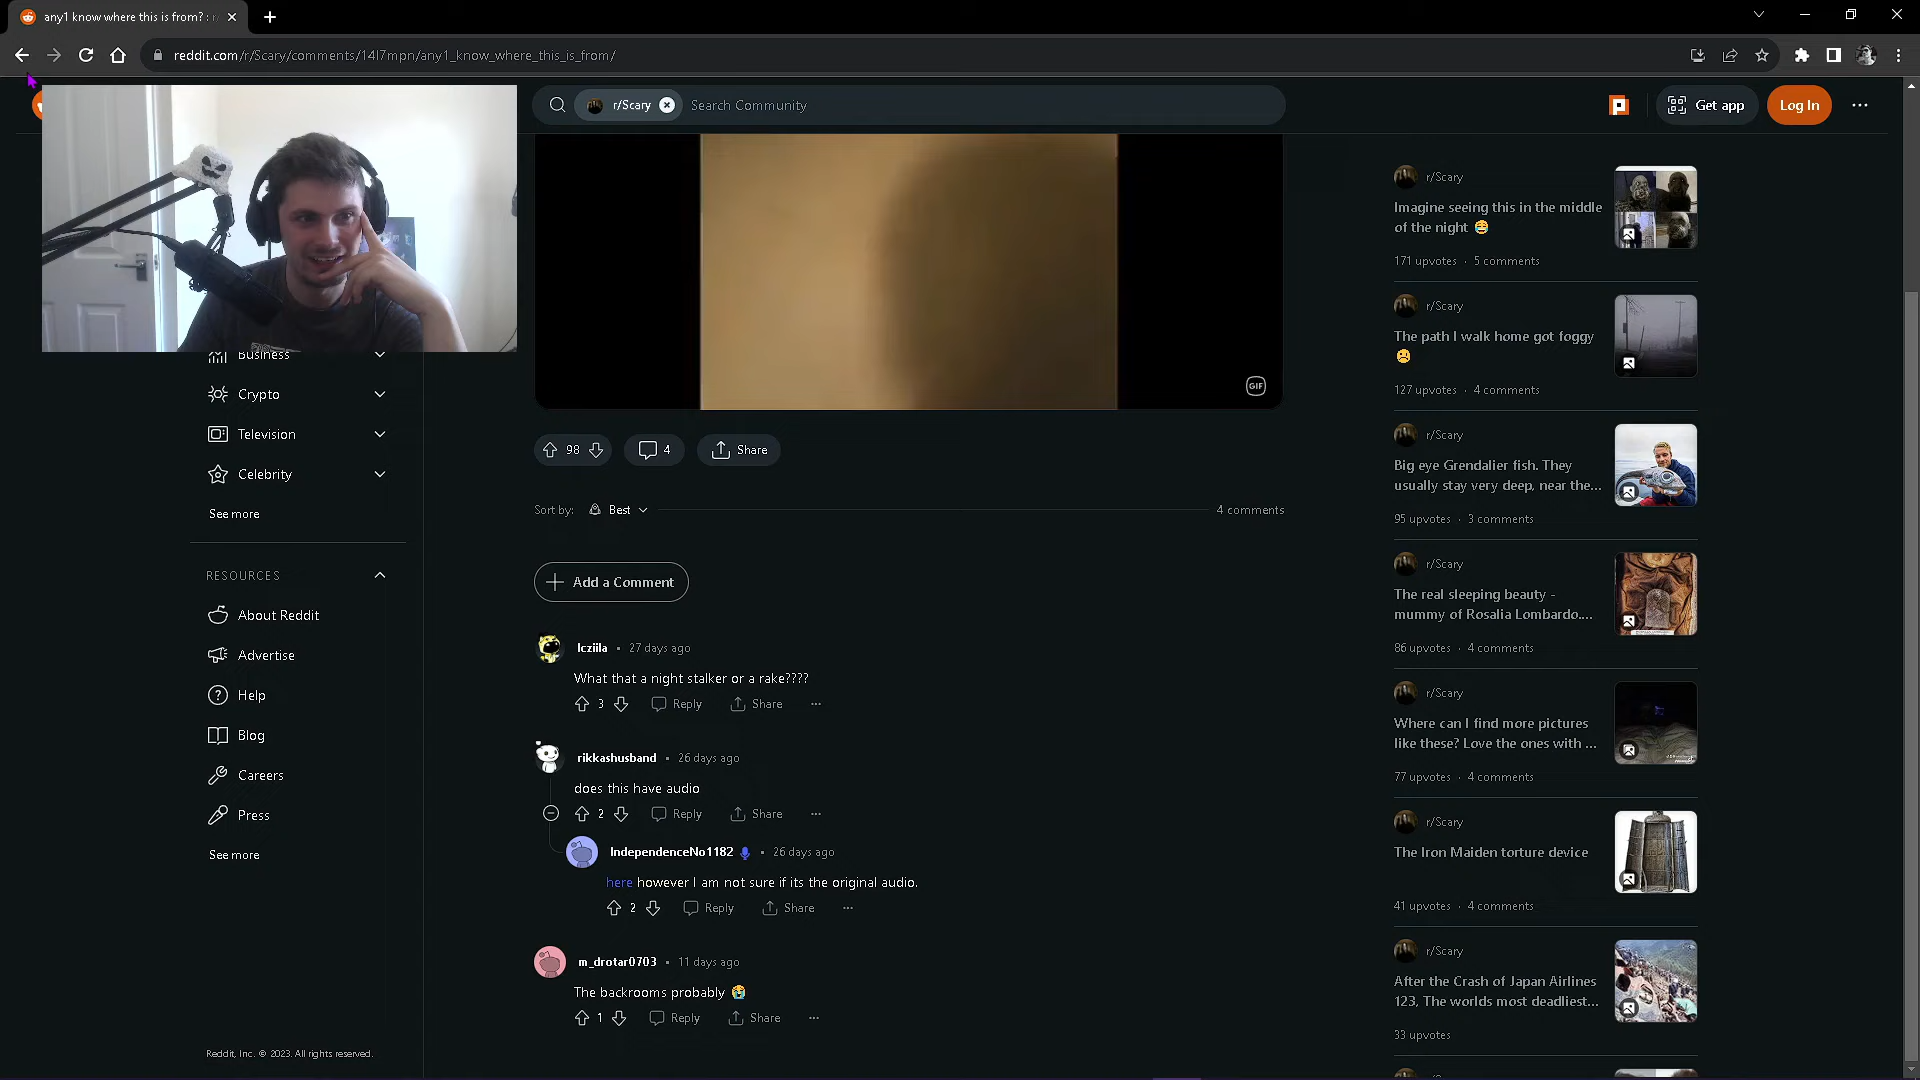 any1 know where this is from? : r
reddit.com/r/Scary/comments/14l7mpn/any1_know_where_this_is_from/
r/Scary
Search Community
Get app
Log In
Business
Crypto
Television
Celebrity
See more
RESOURCES
About Reddit
Advertise
Help
Blog
Careers
Press
See more
Reddit, Inc. © 2023. All rights reserved.
GIF
98
4
Share
Sort by:
Best
4 comments
Add a Comment
Icziila • 27 days ago
What that a night stalker or a rake????
3
Reply
Share
rikkashusband • 26 days ago
does this have audio
2
Reply
Share
IndependenceNo1182 • 26 days ago
here however I am not sure if its the original audio.
2
Reply
Share
m_drotar0703 • 11 days ago
The backrooms probably 😭
1
Reply
Share
r/Scary
Imagine seeing this in the middle
of the night 😂
171 upvotes · 5 comments
r/Scary
The path I walk home got foggy
☹️
127 upvotes · 4 comments
r/Scary
Big eye Grendalier fish. They
usually stay very deep, near the...
95 upvotes · 3 comments
r/Scary
The real sleeping beauty -
mummy of Rosalia Lombardo....
86 upvotes · 4 comments
r/Scary
Where can I find more pictures
like these? Love the ones with ...
77 upvotes · 4 comments
r/Scary
The Iron Maiden torture device
41 upvotes · 4 comments
r/Scary
After the Crash of Japan Airlines
123, The worlds most deadliest...
33 upvotes